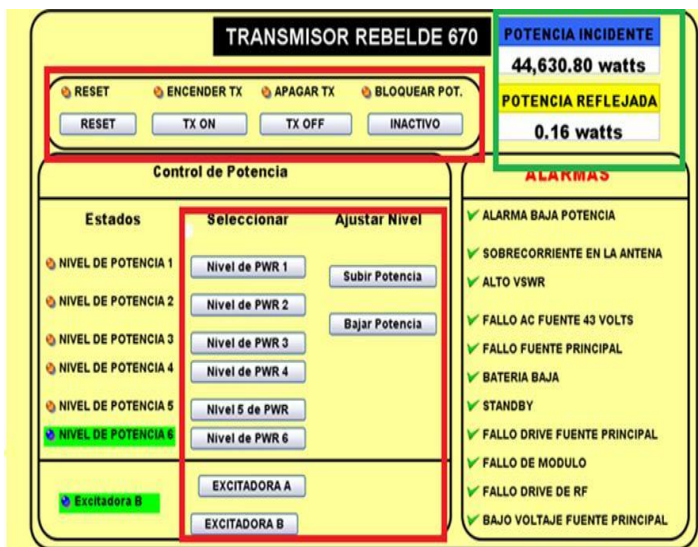 TRANSMISOR REBELDE 670
POTENCIA INCIDENTE
44,630.80 watts
POTENCIA REFLEJADA
0.16 watts
RESET
ENCENDER TX
APAGAR TX
BLOQUEAR POT.
RESET
TX ON
TX OFF
INACTIVO
Control de Potencia
Estados
Seleccionar
Ajustar Nivel
NIVEL DE POTENCIA 1
Nivel de PWR 1
Subir Potencia
NIVEL DE POTENCIA 2
Nivel de PWR 2
Bajar Potencia
NIVEL DE POTENCIA 3
Nivel de PWR 3
NIVEL DE POTENCIA 4
Nivel de PWR 4
NIVEL DE POTENCIA 5
NIvel 5 de PWR
NIVEL DE POTENCIA 6
Nivel de PWR 6
Excitadora B
EXCITADORA A
EXCITADORA B
ALARMAS
ALARMA BAJA POTENCIA
SOBRECORRIENTE EN LA ANTENA
ALTO VSWR
FALLO AC FUENTE 43 VOLTS
FALLO FUENTE PRINCIPAL
BATERIA BAJA
STANDBY
FALLO DRIVE FUENTE PRINCIPAL
FALLO DE MODULO
FALLO DRIVE DE RF
BAJO VOLTAJE FUENTE PRINCIPAL